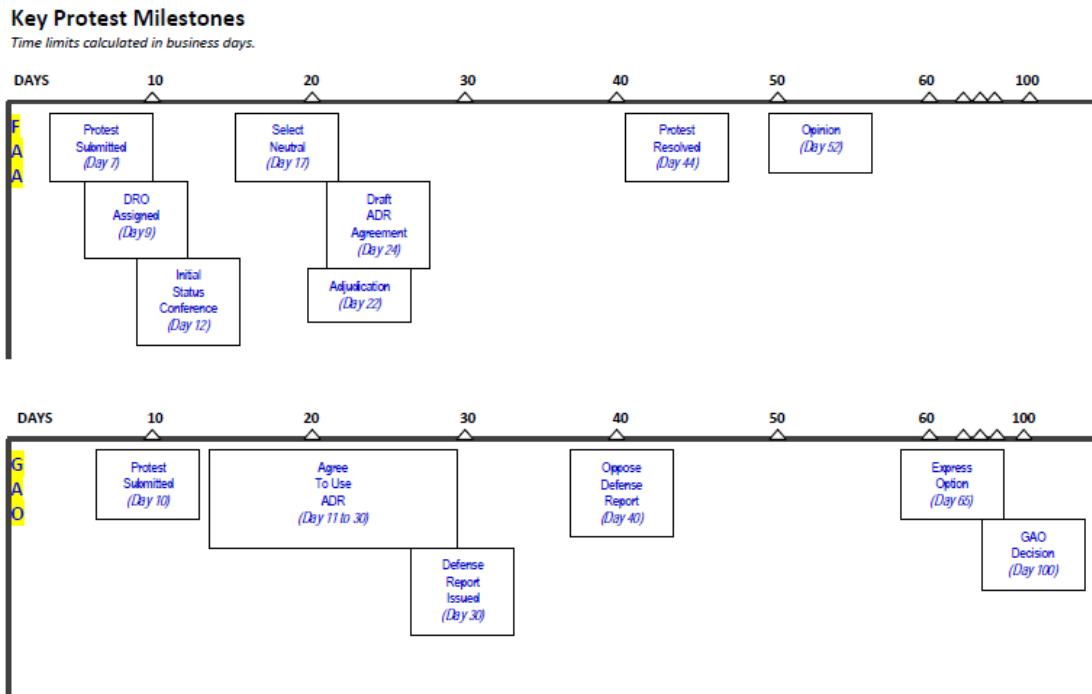 Key Protest Milestones
Time limits calculated in business days.
DAYS 10 20 30 40 50 60 100
F
A
A
Protest
Submitted
(Day 7)
DRO
Assigned
(Day 9)
Initial
Status
Conference
(Day 12)
Select
Neutral
(Day 17)
Draft
ADR
Agreement
(Day 24)
Adjudication
(Day 22)
Protest
Resolved
(Day 44)
Opinion
(Day 52)
DAYS 10 20 30 40 50 60 100
G
A
O
Protest
Submitted
(Day 10)
Agree
To Use
ADR
(Day 11 to 30)
Defense
Report
Issued
(Day 30)
Oppose
Defense
Report
(Day 40)
Express
Option
(Day 65)
GAO
Decision
(Day 100)